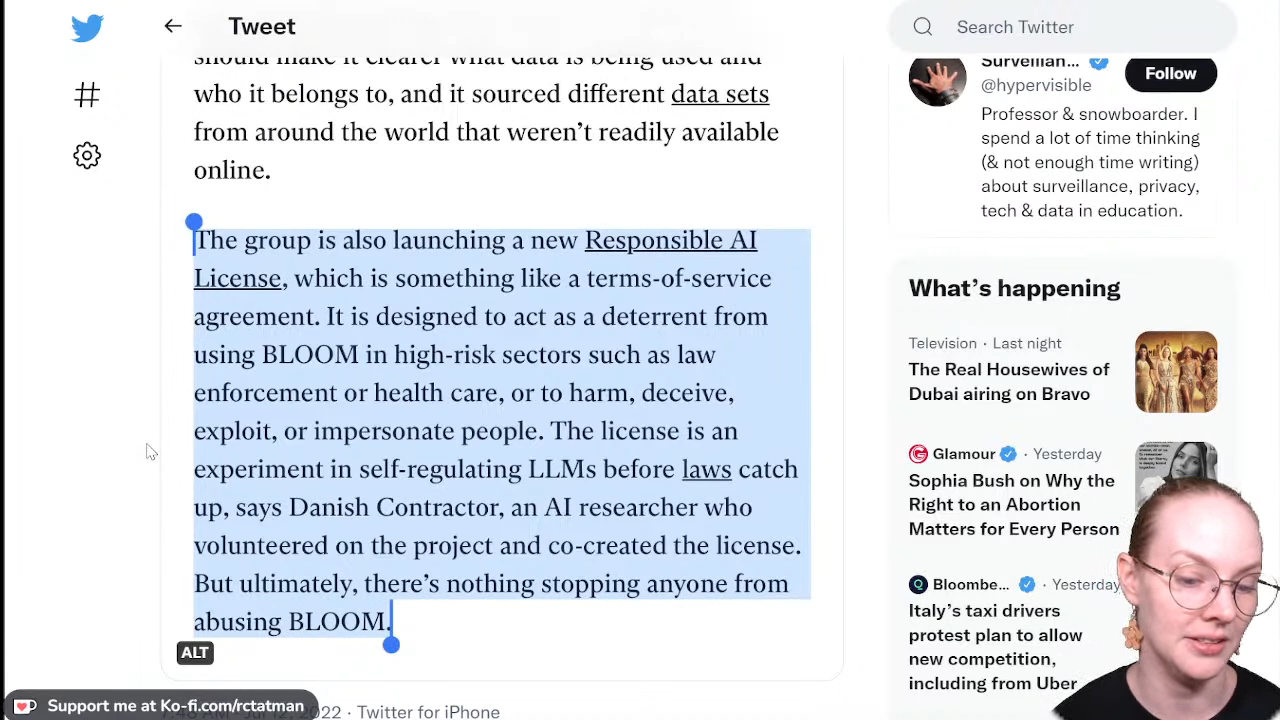 Tweet
Search Twitter
should make it clearer what data is being used and
who it belongs to, and it sourced different data sets
from around the world that weren’t readily available
online.
The group is also launching a new Responsible AI
License, which is something like a terms-of-service
agreement. It is designed to act as a deterrent from
using BLOOM in high-risk sectors such as law
enforcement or health care, or to harm, deceive,
exploit, or impersonate people. The license is an
experiment in self-regulating LLMs before laws catch
up, says Danish Contractor, an AI researcher who
volunteered on the project and co-created the license.
But ultimately, there’s nothing stopping anyone from
abusing BLOOM.
ALT
2022 · Twitter for iPhone
Support me at Ko-fi.com/rctatman
Surveillan...
@hypervisible
Follow
Professor & snowboarder. I
spend a lot of time thinking
(& not enough time writing)
about surveillance, privacy,
tech & data in education.
What’s happening
Television · Last night
The Real Housewives of
Dubai airing on Bravo
Glamour · Yesterday
Sophia Bush on Why the
Right to an Abortion
Matters for Every Person
Bloombe... · Yesterday
Italy’s taxi drivers
protest plan to allow
new competition,
including from Uber